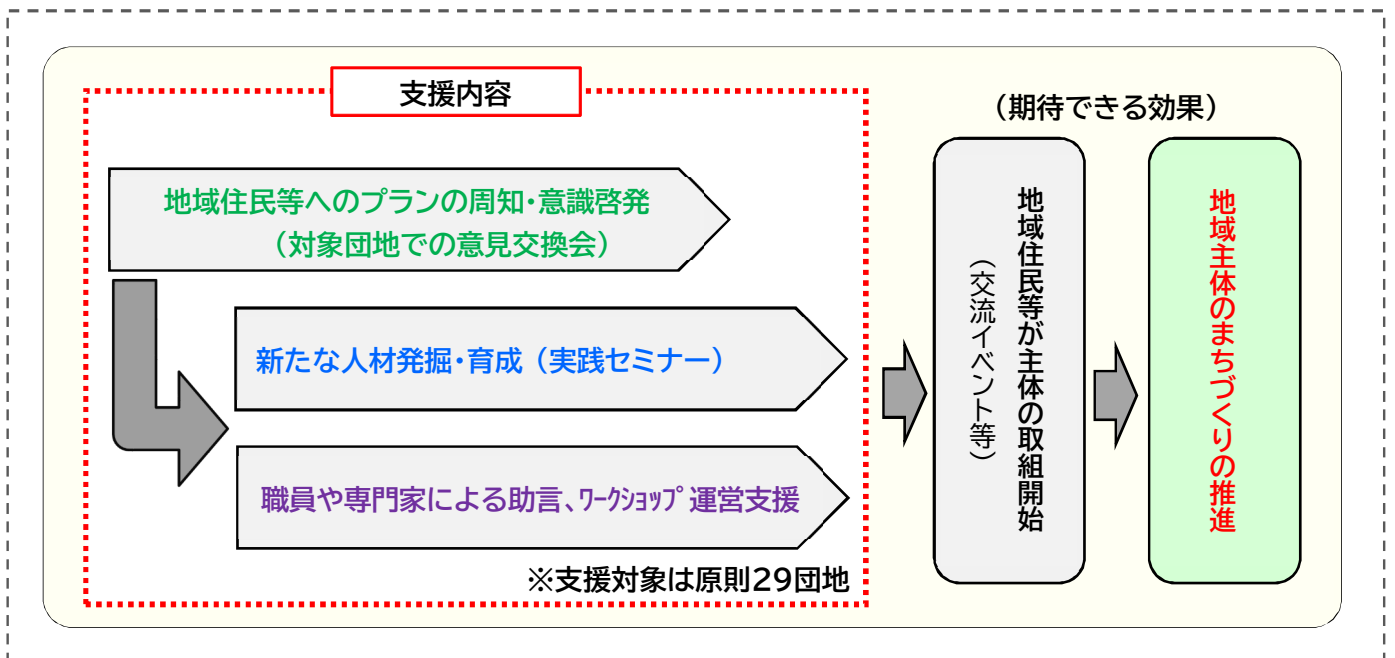 支援内容
地域住民等へのプランの周知・意識啓発
（対象団地での意見交換会）
新たな人材発掘・育成（実践セミナー）
職員や専門家による助言、ﾜｰｸｼｮｯﾌﾟ 運営支援
※支援対象は原則29団地
（期待できる効果）
地域住民等が主体の取組開始
（交流イベント等）
地域主体のまちづくりの推進